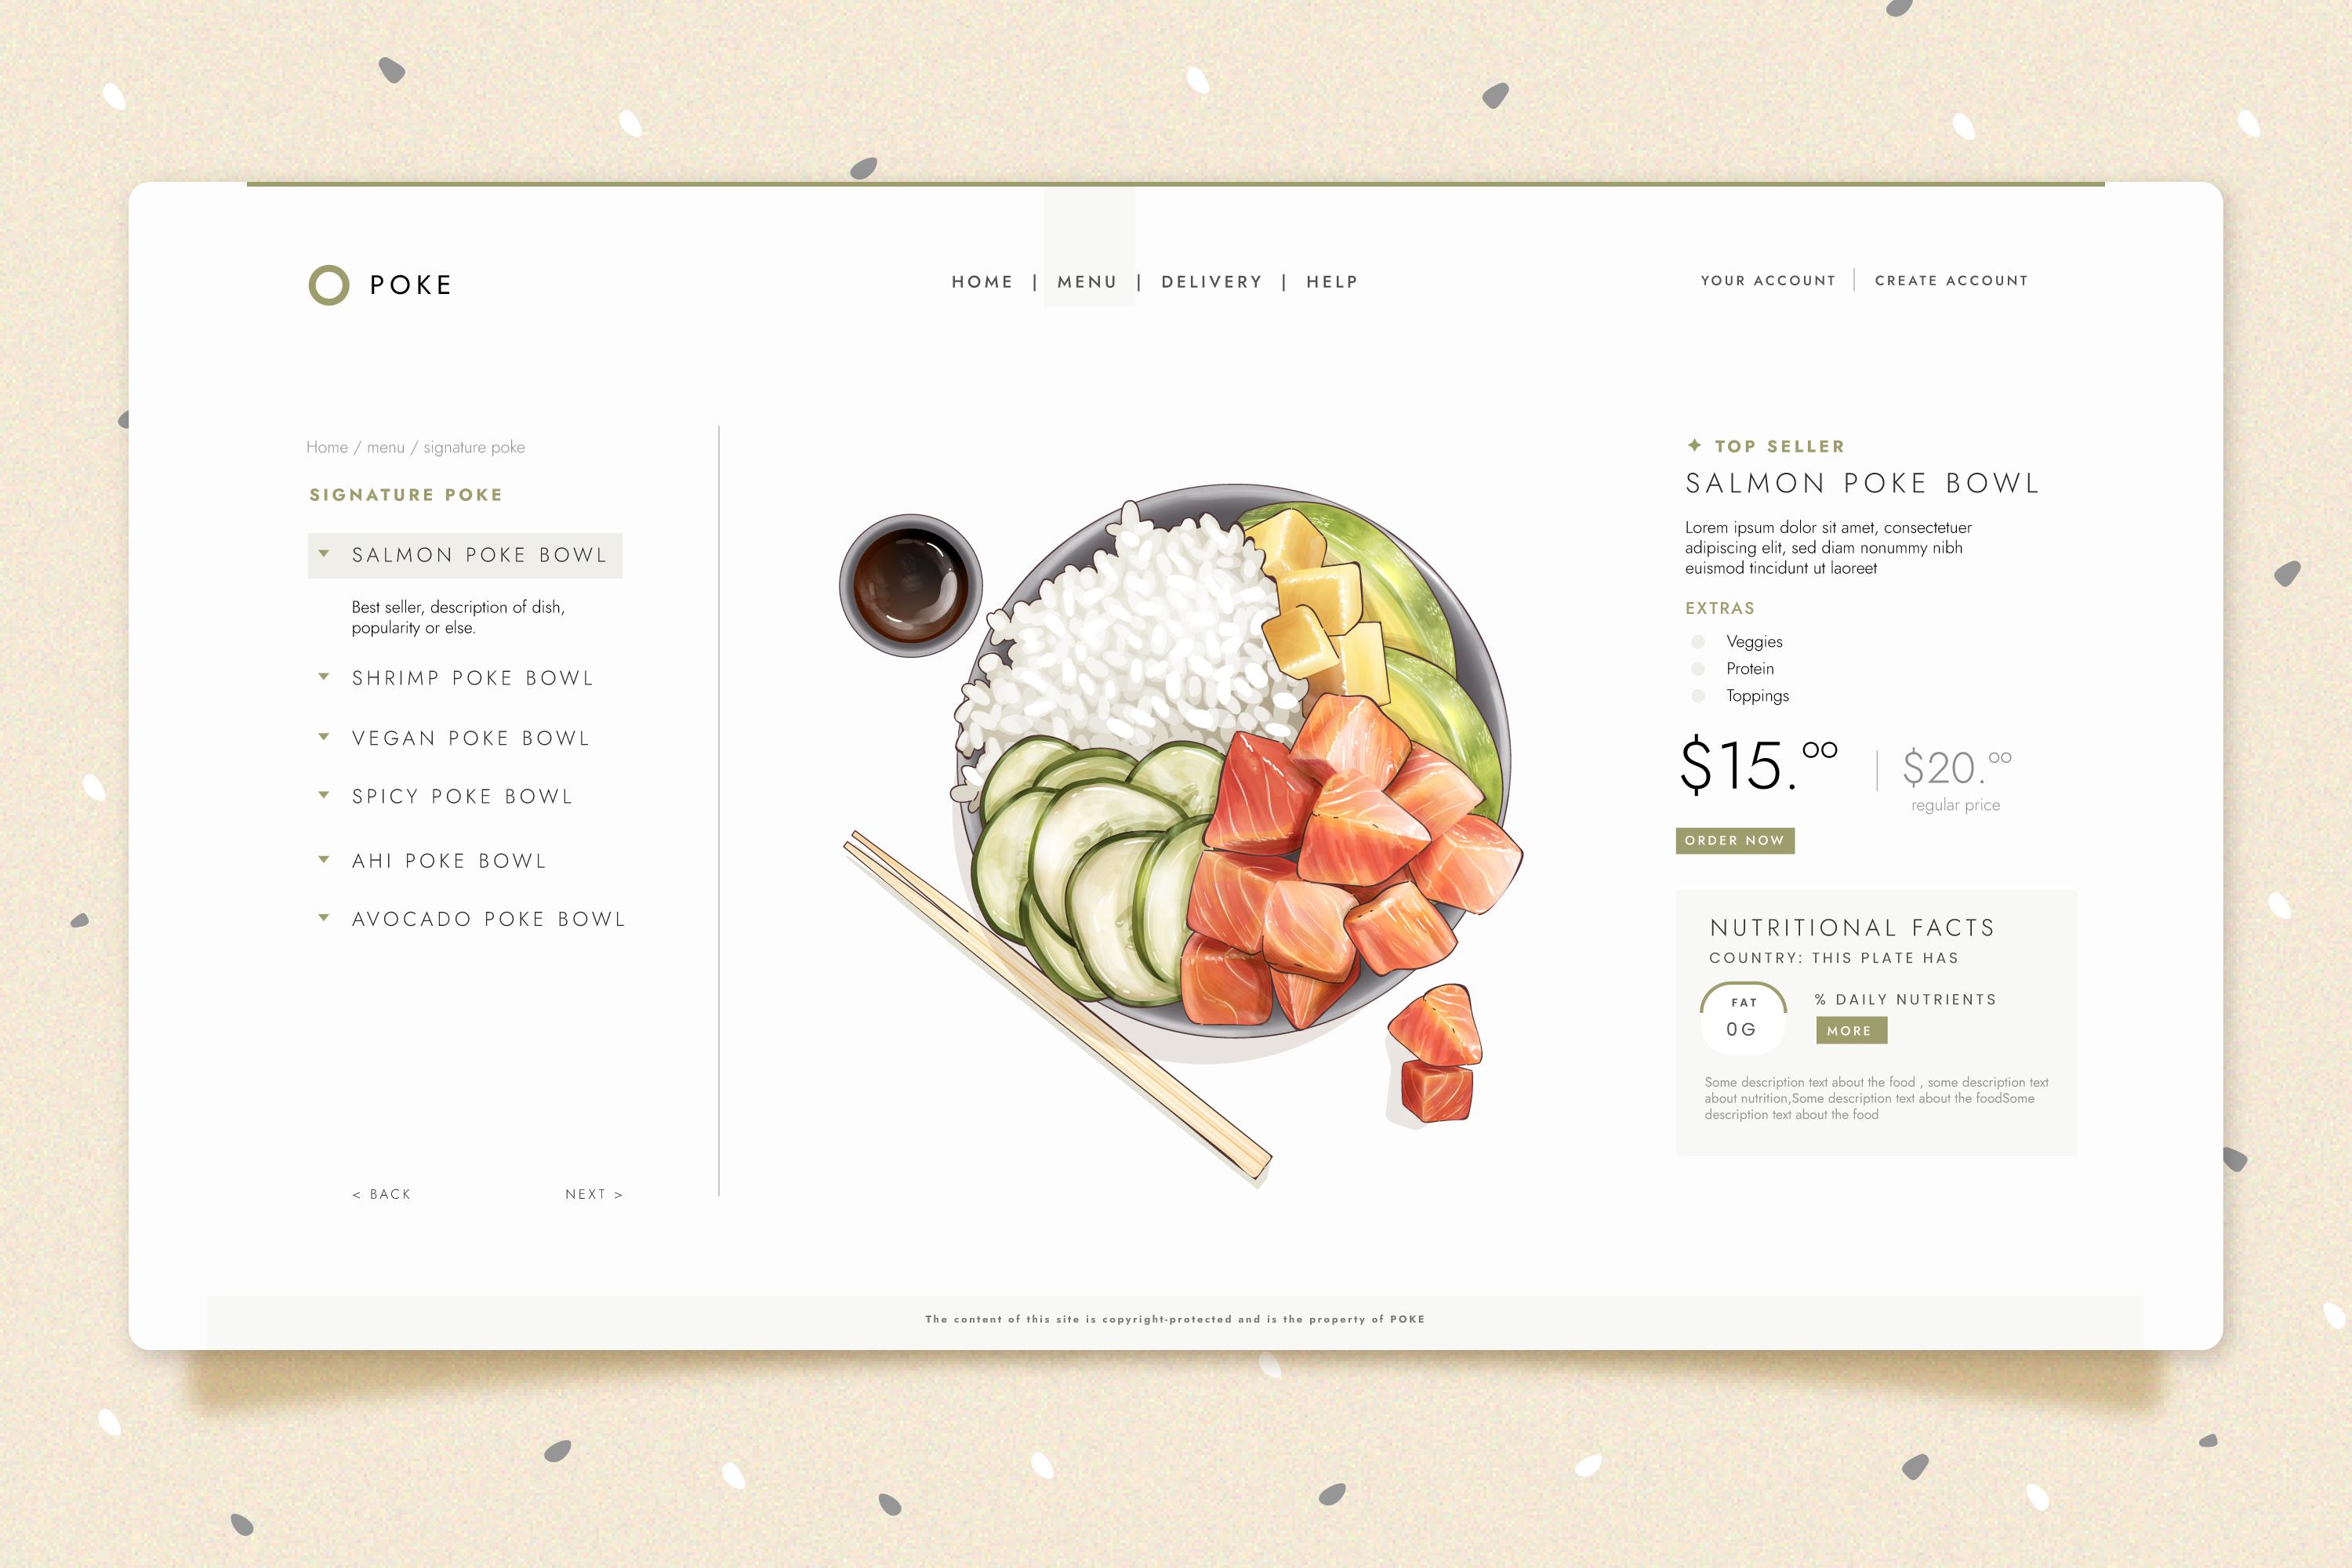 POKE
HOME | MENU | DELIVERY | HELP
YOUR ACCOUNT | CREATE ACCOUNT
Home / menu / signature poke
SIGNATURE POKE
SALMON POKE BOWL
Best seller, description of dish,
popularity or else.
SHRIMP POKE BOWL
VEGAN POKE BOWL
SPICY POKE BOWL
AHI POKE BOWL
AVOCADO POKE BOWL
< BACK
NEXT >
TOP SELLER
SALMON POKE BOWL
Lorem ipsum dolor sit amet, consectetuer
adipiscing elit, sed diam nonummy nibh
euismod tincidunt ut laoreet
EXTRAS
Veggies
Protein
Toppings
$15.00 | $20.00
regular price
ORDER NOW
NUTRITIONAL FACTS
COUNTRY: THIS PLATE HAS
FAT
0G
% DAILY NUTRIENTS
MORE
Some description text about the food , some description text
about nutrition,Some description text about the foodSome
description text about the food
The content of this site is copyright-protected and is the property of POKE